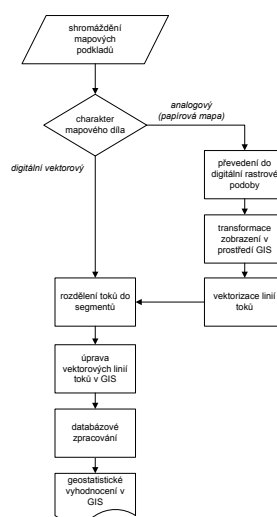 shromáždění
mapových
podkladů
charakter
mapového díla
analogový
(papírová mapa)
digitální vektorový
převedení do
digitální rastrové
podoby
transformace
zobrazení v
prostředí GIS
vektorizace linií
toků
rozdělení toků do
segmentů
úprava
vektorových linií
toků v GIS
databázové
zpracování
geostatistické
vyhodnocení v
GIS